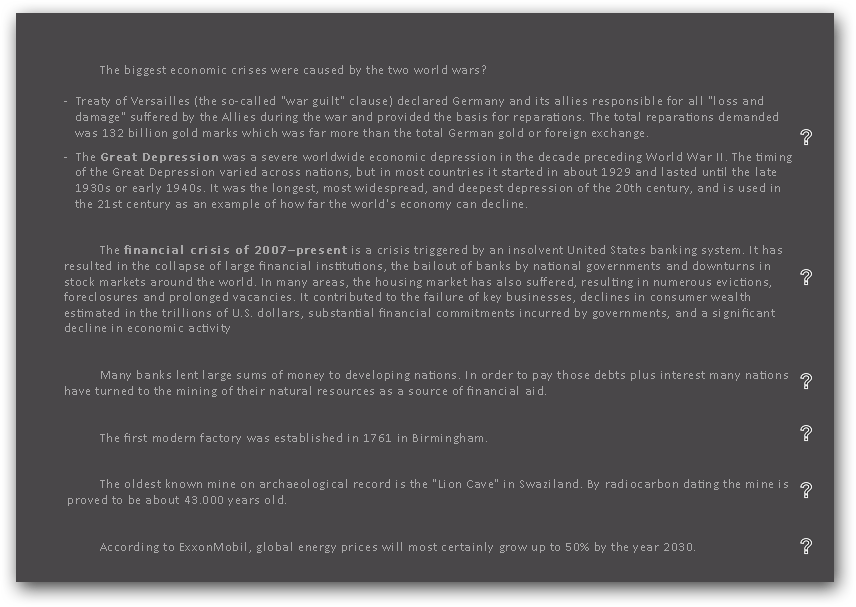 The biggest economic crises were caused by the two world wars?
- Treaty of Versailles (the so-called "war guilt" clause) declared Germany and its allies responsible for all "loss and
damage" suffered by the Allies during the war and provided the basis for reparations. The total reparations demanded
was 132 billion gold marks which was far more than the total German gold or foreign exchange.
?
- The Great Depression was a severe worldwide economic depression in the decade preceding World War II. The timing
of the Great Depression varied across nations, but in most countries it started in about 1929 and lasted until the late
1930s or early 1940s. It was the longest, most widespread, and deepest depression of the 20th century, and is used in
the 21st century as an example of how far the world's economy can decline.
The financial crisis of 2007–present is a crisis triggered by an insolvent United States banking system. It has
resulted in the collapse of large financial institutions, the bailout of banks by national governments and downturns in
stock markets around the world. In many areas, the housing market has also suffered, resulting in numerous evictions,
?
foreclosures and prolonged vacancies. It contributed to the failure of key businesses, declines in consumer wealth
estimated in the trillions of U.S. dollars, substantial financial commitments incurred by governments, and a significant
decline in economic activity
Many banks lent large sums of money to developing nations. In order to pay those debts plus interest many nations
?
have turned to the mining of their natural resources as a source of financial aid.
The first modern factory was established in 1761 in Birmingham.
?
The oldest known mine on archaeological record is the "Lion Cave" in Swaziland. By radiocarbon dating the mine is
?
proved to be about 43.000 years old.
According to ExxonMobil, global energy prices will most certainly grow up to 50% by the year 2030.
?